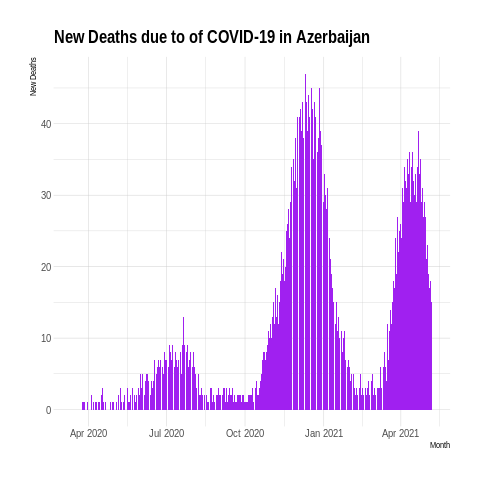 New Deaths due to of COVID-19 in Azerbaijan
New Deaths
40
30
20
10
0
Apr 2020 Jul 2020 Oct 2020 Jan 2021 Apr 2021
Month